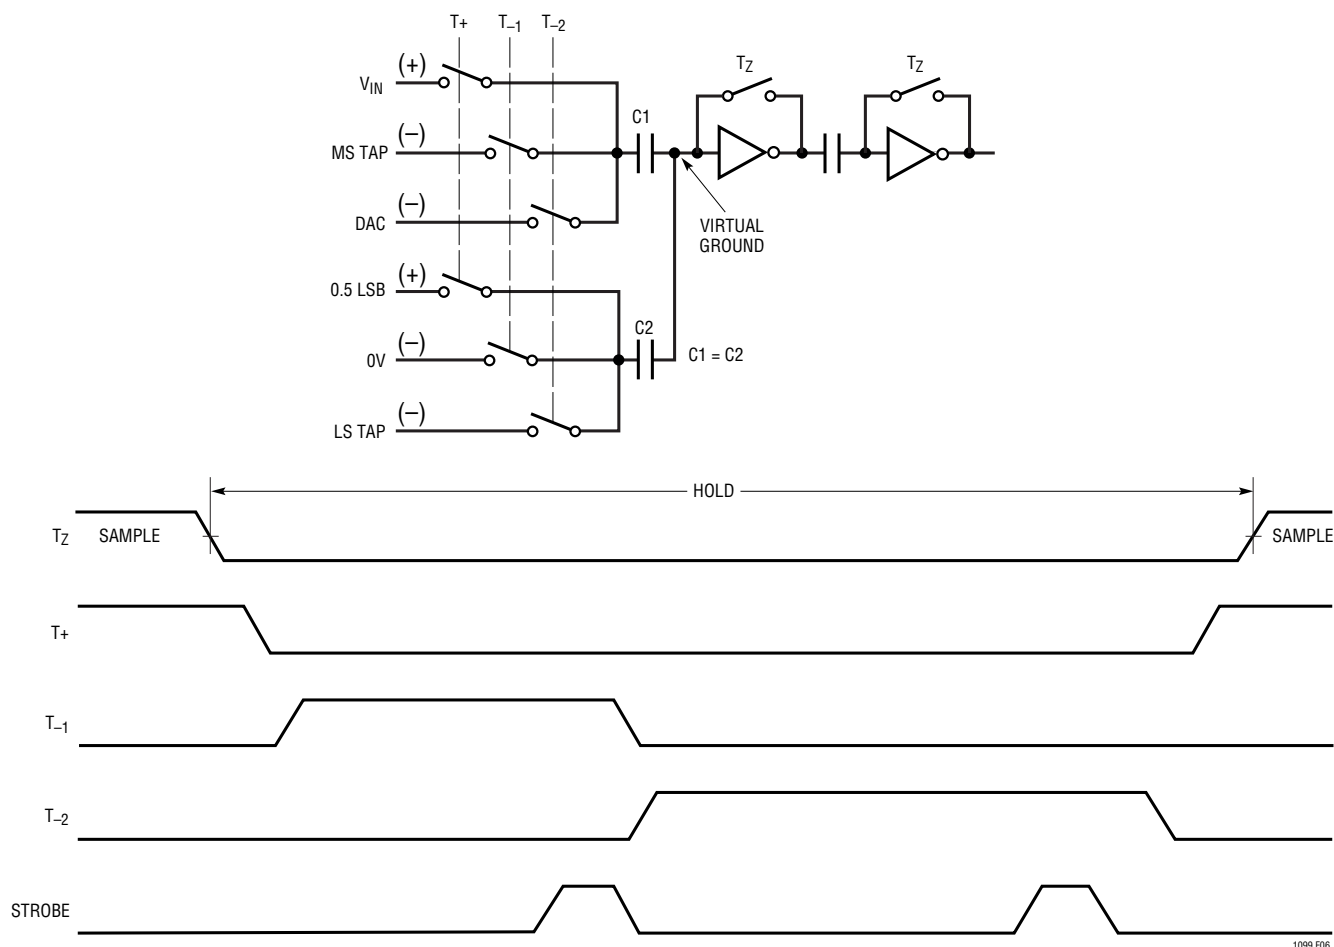 T+ T–1 T–2
(+)
VIN
TZ TZ
C1
(–)
MS TAP
(–)
DAC
VIRTUAL
GROUND
(+)
0.5 LSB
C2
(–)
0V
C1 = C2
(–)
LS TAP
HOLD
TZ SAMPLE SAMPLE
T+
T–1
T–2
STROBE
1099 F06